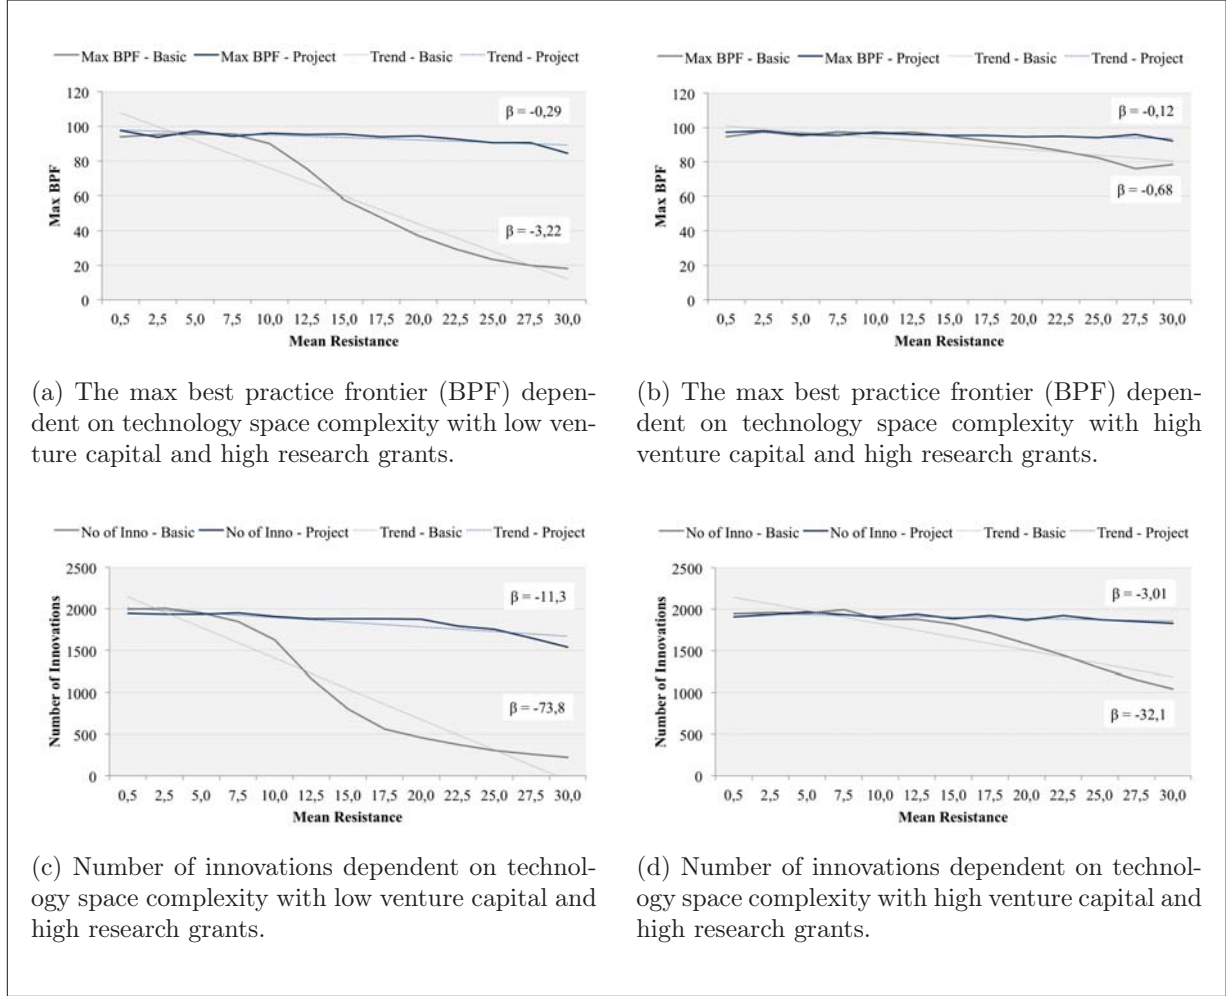 Max BPF - Basic Max BPF - Project Trend - Basic Trend - Project
120
100
80
60
40
20
0
Max BPF
β = -0,29
β = -3,22
0,5 2,5 5,0 7,5 10,0 12,5 15,0 17,5 20,0 22,5 25,0 27,5 30,0
Mean Resistance
(a) The max best practice frontier (BPF) depen-
dent on technology space complexity with low ven-
ture capital and high research grants.
Max BPF - Basic Max BPF - Project Trend - Basic Trend - Project
120
100
80
60
40
20
0
Max BPF
β = -0,12
β = -0,68
0,5 2,5 5,0 7,5 10,0 12,5 15,0 17,5 20,0 22,5 25,0 27,5 30,0
Mean Resistance
(b) The max best practice frontier (BPF) depen-
dent on technology space complexity with high
venture capital and high research grants.
No of Inno - Basic No of Inno - Project Trend - Basic Trend - Project
2500
2000
1500
1000
500
0
Number of Innovations
β = -11,3
β = -73,8
0,5 2,5 5,0 7,5 10,0 12,5 15,0 17,5 20,0 22,5 25,0 27,5 30,0
Mean Resistance
(c) Number of innovations dependent on technol-
ogy space complexity with low venture capital and
high research grants.
No of Inno - Basic No of Inno - Project Trend - Basic Trend - Project
2500
2000
1500
1000
500
0
Number of Innovations
β = -3,01
β = -32,1
0,5 2,5 5,0 7,5 10,0 12,5 15,0 17,5 20,0 22,5 25,0 27,5 30,0
Mean Resistance
(d) Number of innovations dependent on technol-
ogy space complexity with high venture capital and
high research grants.